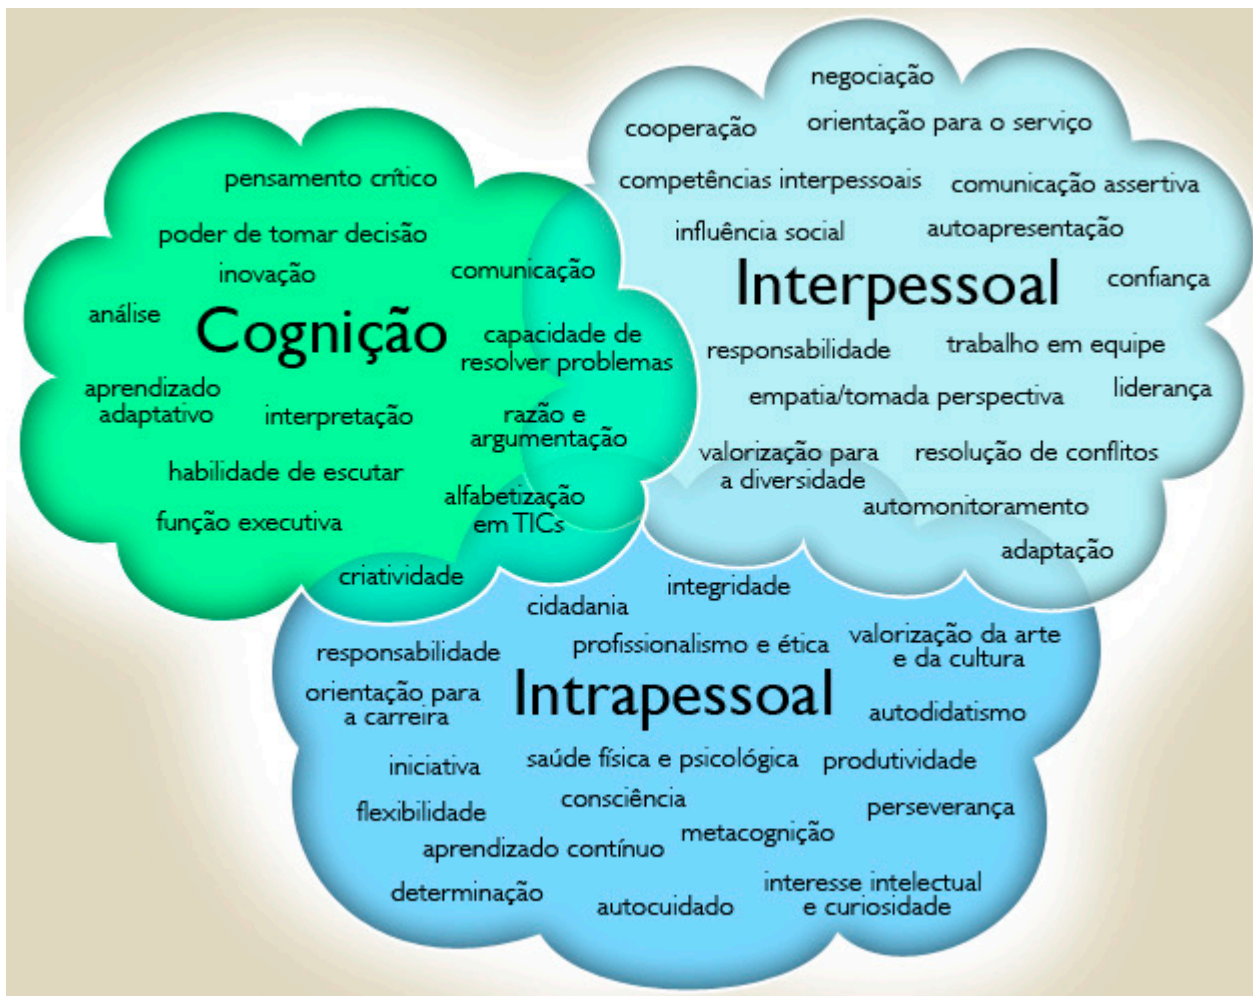 pensamento crítico
poder de tomar decisão
inovação
comunicação
análise
Cognição
capacidade de
resolver problemas
aprendizado
adaptativo
interpretação
razão e
argumentação
habilidade de escutar
alfabetização
em TICs
função executiva
criatividade
negociação
cooperação
orientação para o serviço
competências interpessoais
comunicação assertiva
influência social
autoapresentação
Interpessoal
confiança
responsabilidade
trabalho em equipe
empatia/tomada perspectiva
liderança
valorização para
a diversidade
resolução de conflitos
automonitoramento
adaptação
integridade
cidadania
responsabilidade
profissionalismo e ética
valorização da arte
e da cultura
orientação para
a carreira
Intrapessoal
autodidatismo
iniciativa
saúde física e psicológica
produtividade
flexibilidade
consciência
perseverança
aprendizado contínuo
metacognição
determinação
autocuidado
interesse intelectual
e curiosidade